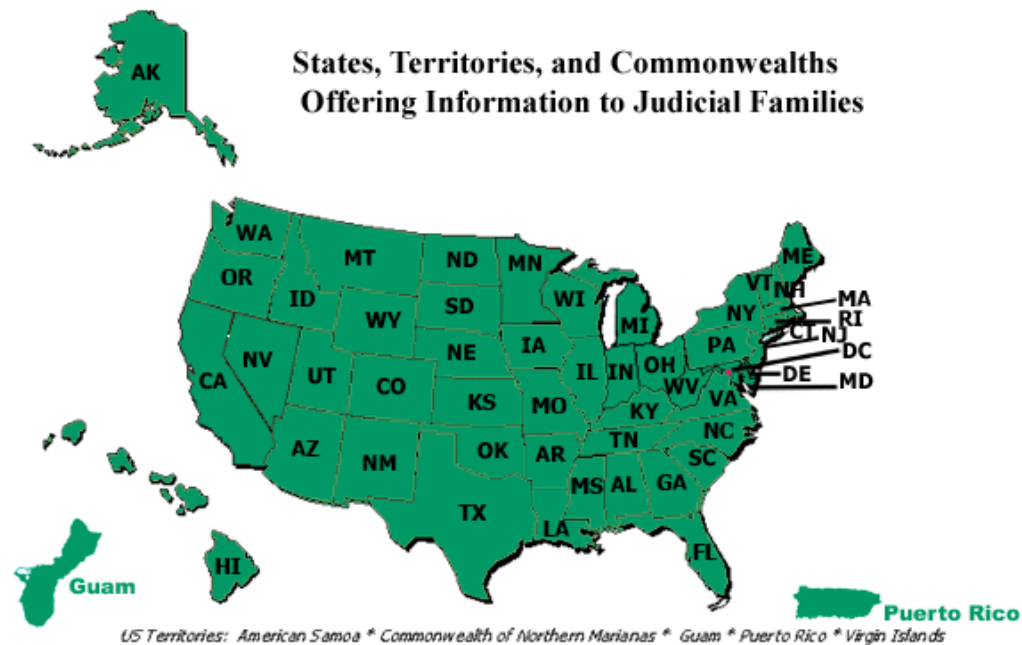 AK
States, Territories, and Commonwealths
Offering Information to Judicial Families
WA
MT
ND
MN
ME
OR
ID
SD
WI
VT
NH
WY
MI
NY
MA
RI
NV
NE
IA
PA
CT
NJ
CA
UT
CO
IL
IN
OH
DC
WV
DE
KS
MO
KY
VA
MD
AZ
NM
OK
AR
TN
NC
SC
TX
MS
AL
GA
LA
FL
HI
Guam
Puerto Rico
US Territories: American Samoa * Commonwealth of Northern Marianas * Guam * Puerto Rico * Virgin Islands